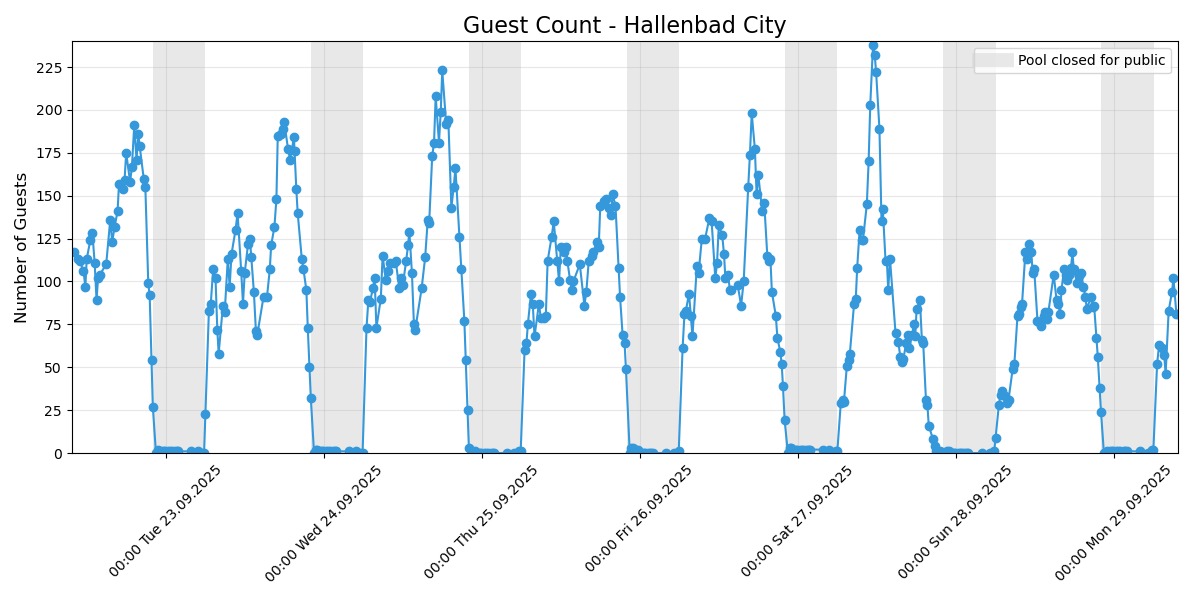 Guest Count - Hallenbad City
Pool closed for public
Number of Guests
225
200
175
150
125
100
75
50
25
0
00:00 Tue 23.09.2025
00:00 Wed 24.09.2025
00:00 Thu 25.09.2025
00:00 Fri 26.09.2025
00:00 Sat 27.09.2025
00:00 Sun 28.09.2025
00:00 Mon 29.09.2025